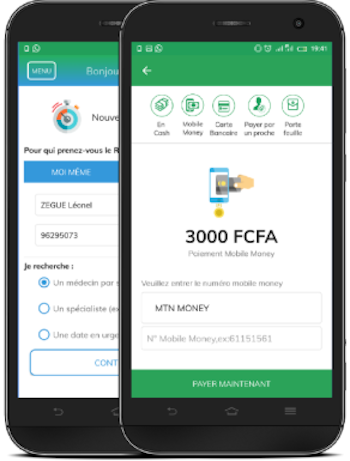 MENU
Bonjou
Nouve
Pour qui prenez-vous le R
MOI MÊME
ZEGUE Léonel
96295073
Je recherche :
Un médecin par s
Un spécialiste (ex
Une date en urge
CONT
19:41
En Cash
Mobile Money
Carte Bancaire
Payer par un proche
Porte feuille
3000 FCFA
Paiement Mobile Money
Veuillez entrer le numéro mobile money
MTN MONEY
N° Mobile Money,ex:61151561
PAYER MAINTENANT